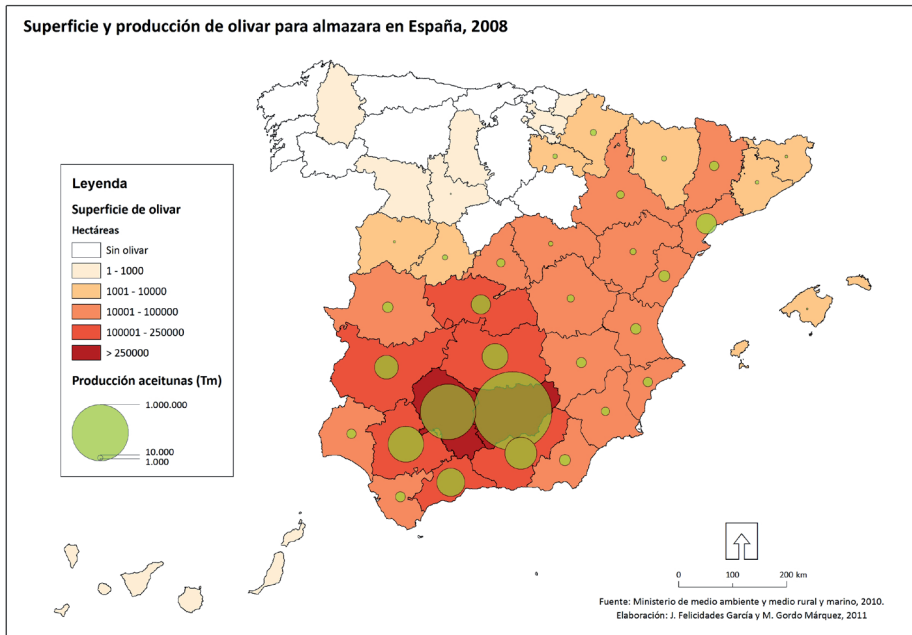 Superficie y producción de olivar para almazara en España, 2008
Leyenda
Superficie de olivar
Hectáreas
Sin olivar
1 - 1000
1001 - 10000
10001 - 100000
100001 - 250000
> 250000
Producción aceitunas (Tm)
1.000.000
10.000
1.000
0 100 200 km
Fuente: Ministerio de medio ambiente y medio rural y marino, 2010.
Elaboración: J. Felicidades García y M. Gordo Márquez, 2011